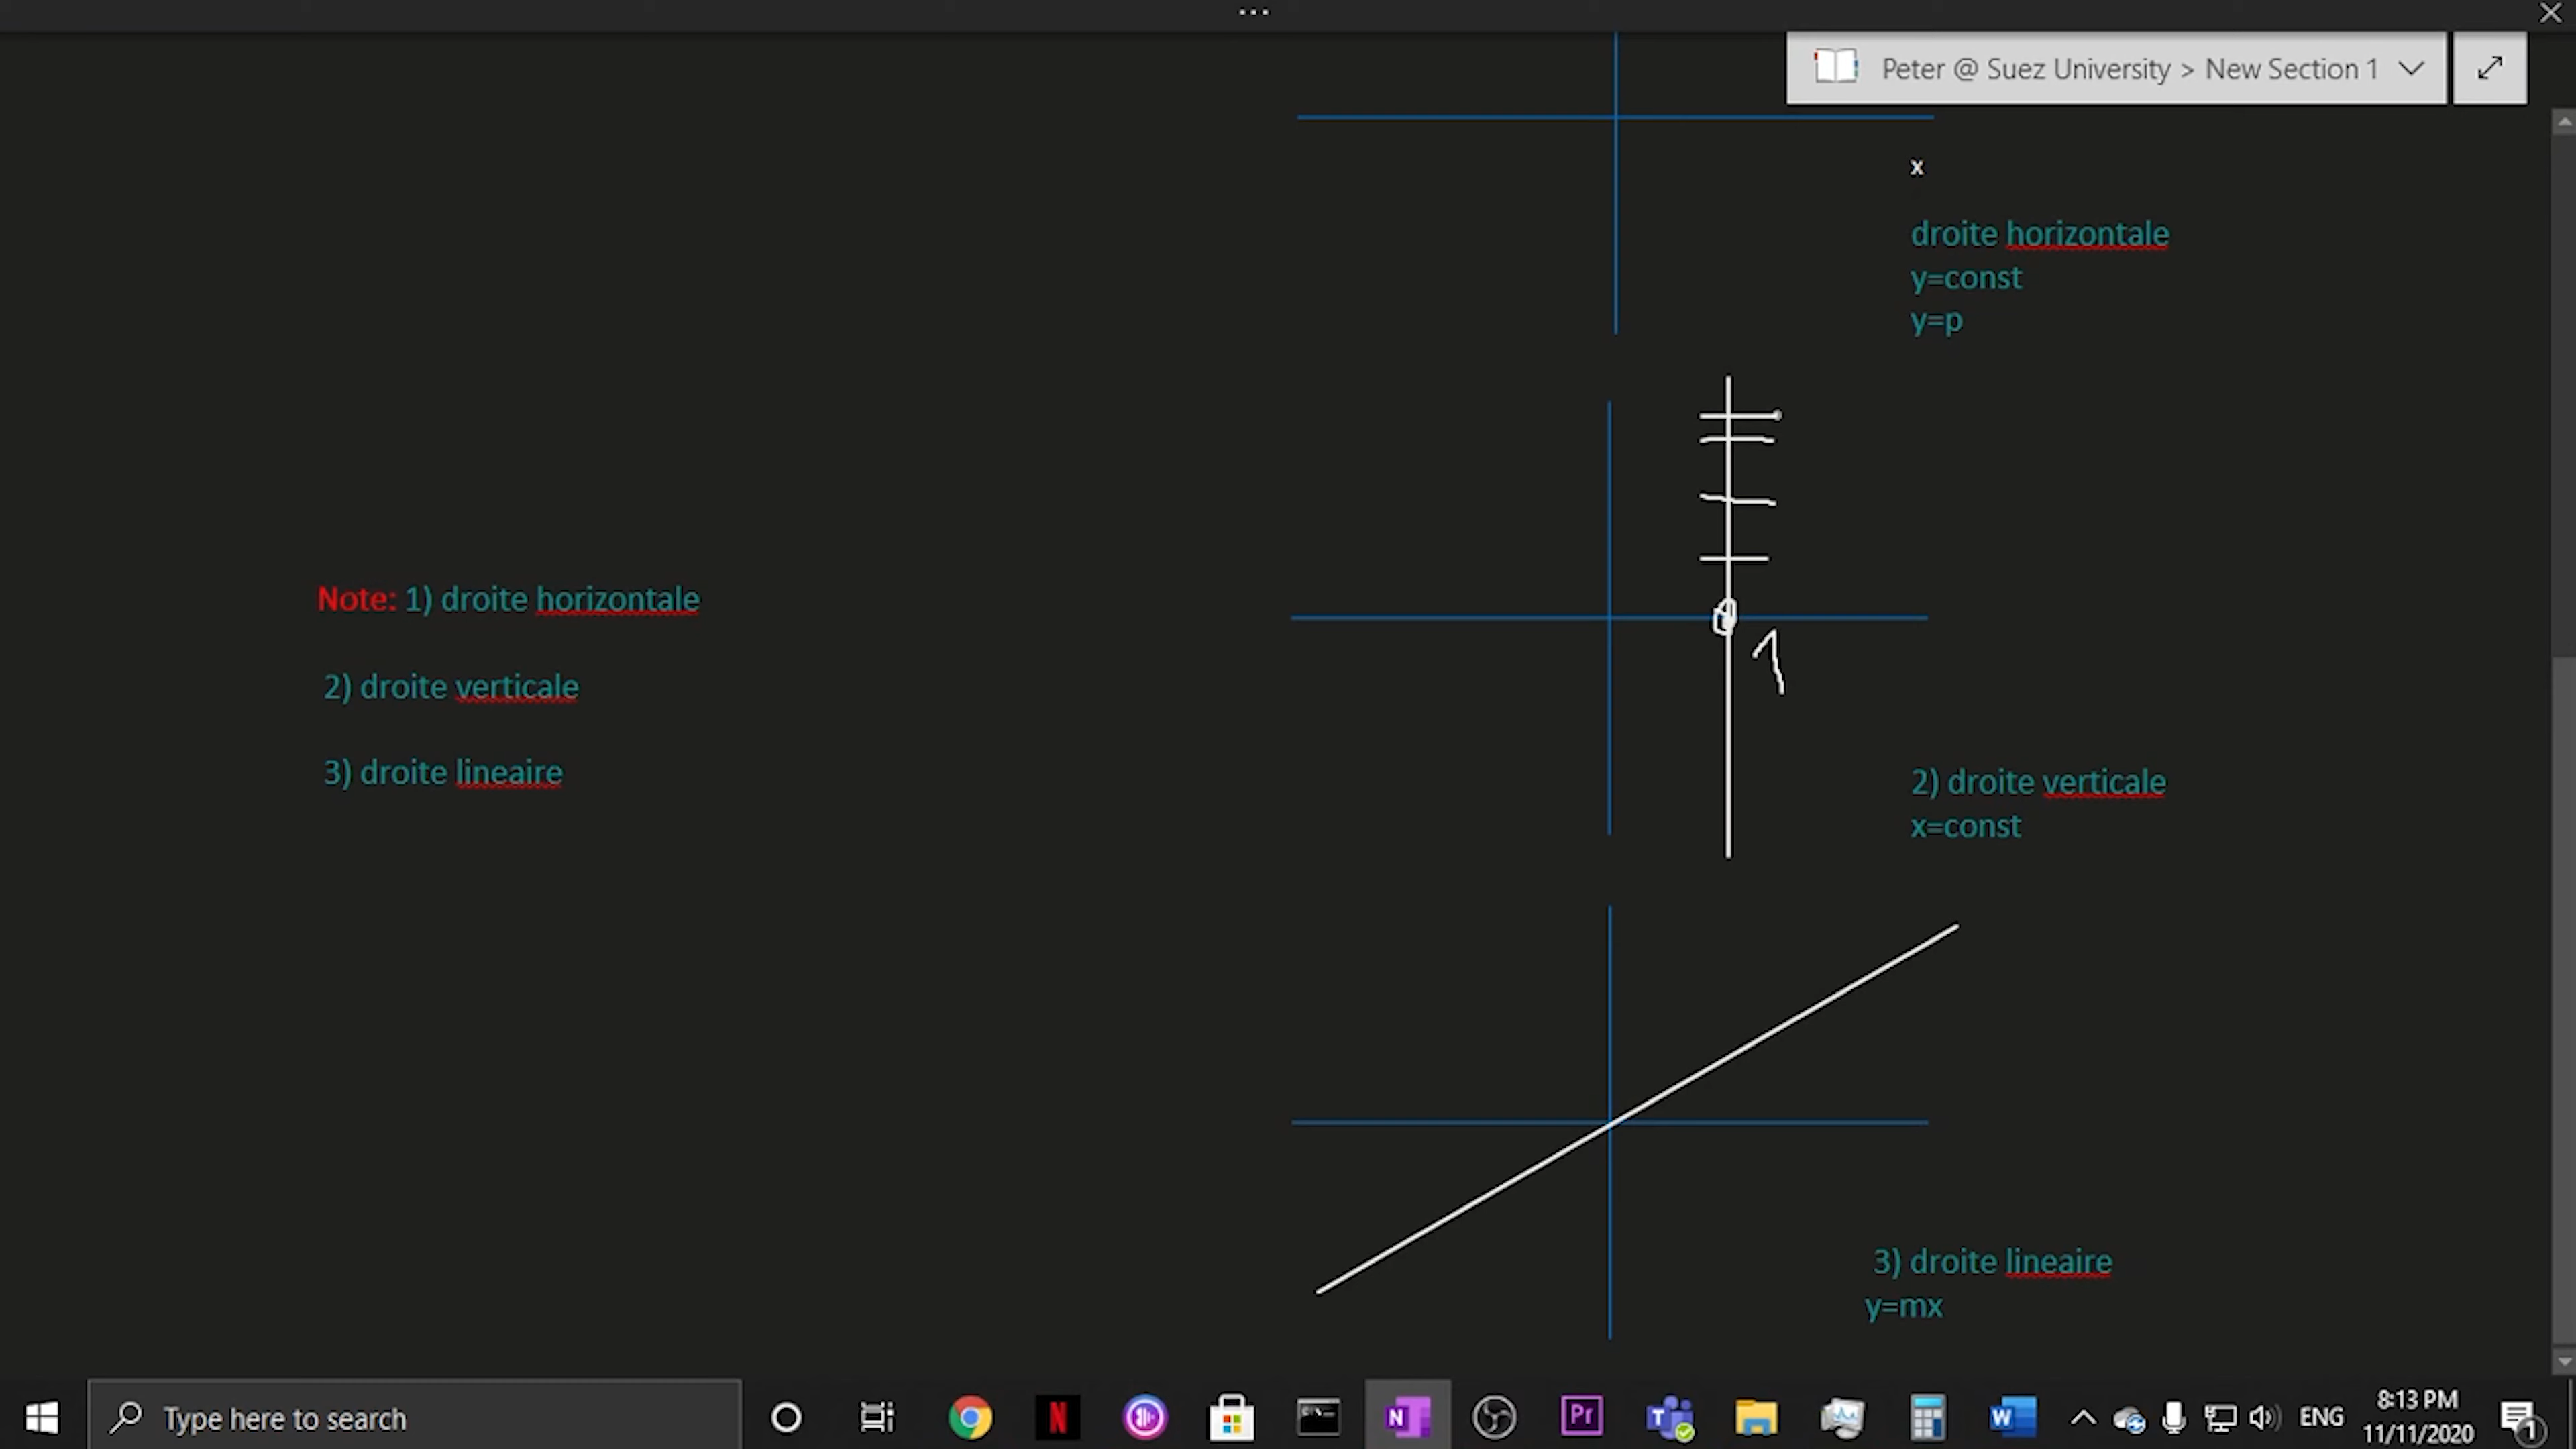 Peter @ Suez University > New Section 1
x
droite horizontale
y=const
y=p
Note: 1) droite horizontale
2) droite verticale
3) droite lineaire
1
2) droite verticale
x=const
3) droite lineaire
y=mx
Type here to search
N
N
Pr
T
W
ENG
8:13 PM
11/11/2020
1